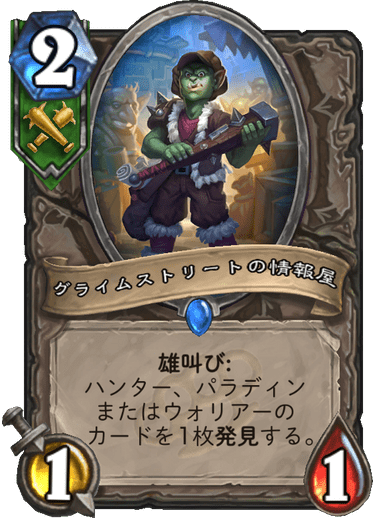 2
グライムストリートの情報屋
雄叫び:
ハンター、パラディン
またはウォリアーの
カードを1枚発見する。
1
1